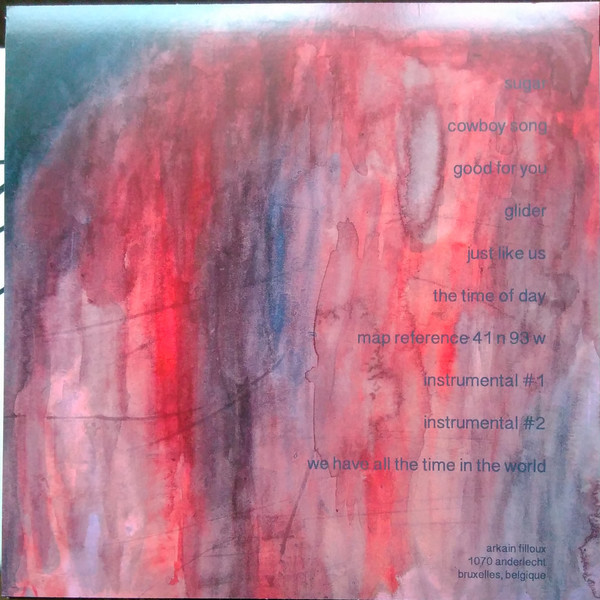 sugar
cowboy song
good for you
glider
just like us
the time of day
map reference 41 n 93 w
instrumental #1
instrumental #2
we have all the time in the world
arkain filloux
1070 anderlecht
bruxelles, belgique